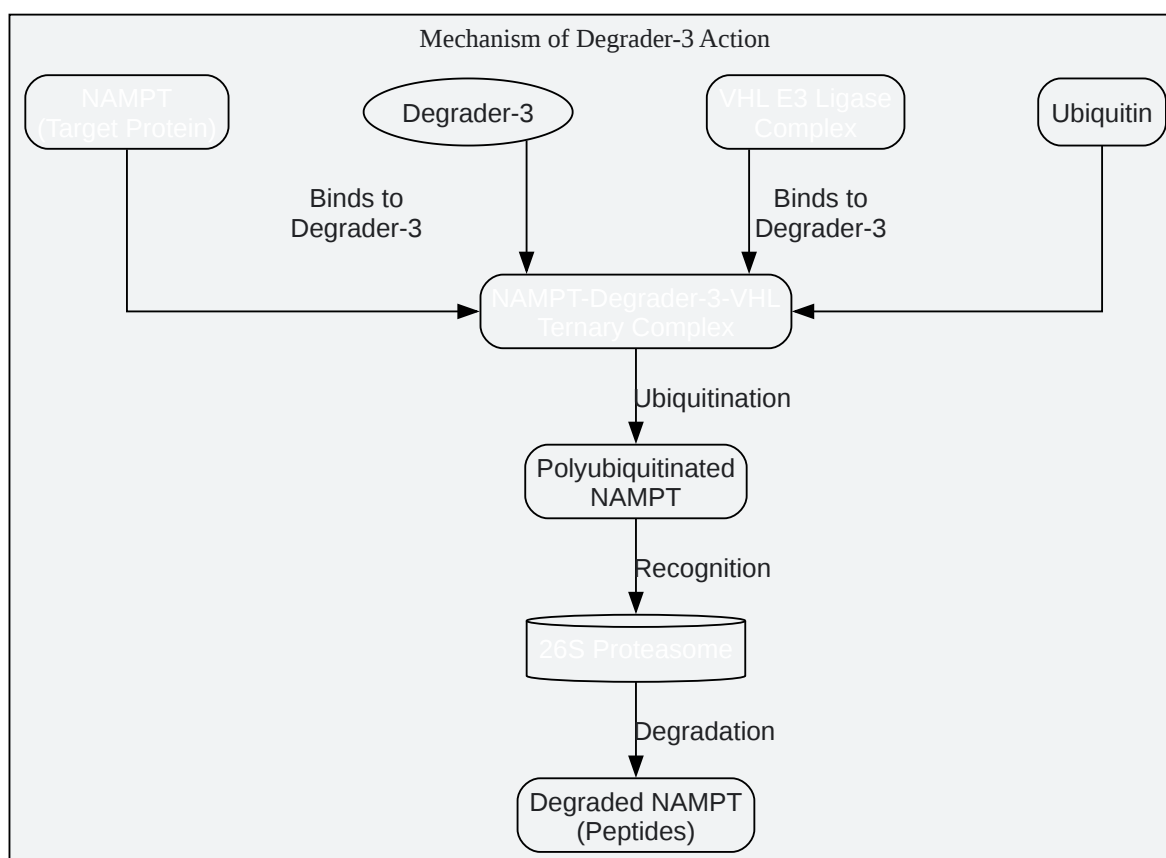 Mechanism of Degrader-3 Action
NAMPT
(Target Protein)
Degrader-3
VHL E3 Ligase
Complex
Ubiquitin
Binds to
Degrader-3
Binds to
Degrader-3
NAMPT-Degrader-3-VHL
Ternary Complex
Ubiquitination
Polyubiquitinated
NAMPT
Recognition
26S Proteasome
Degradation
Degraded NAMPT
(Peptides)